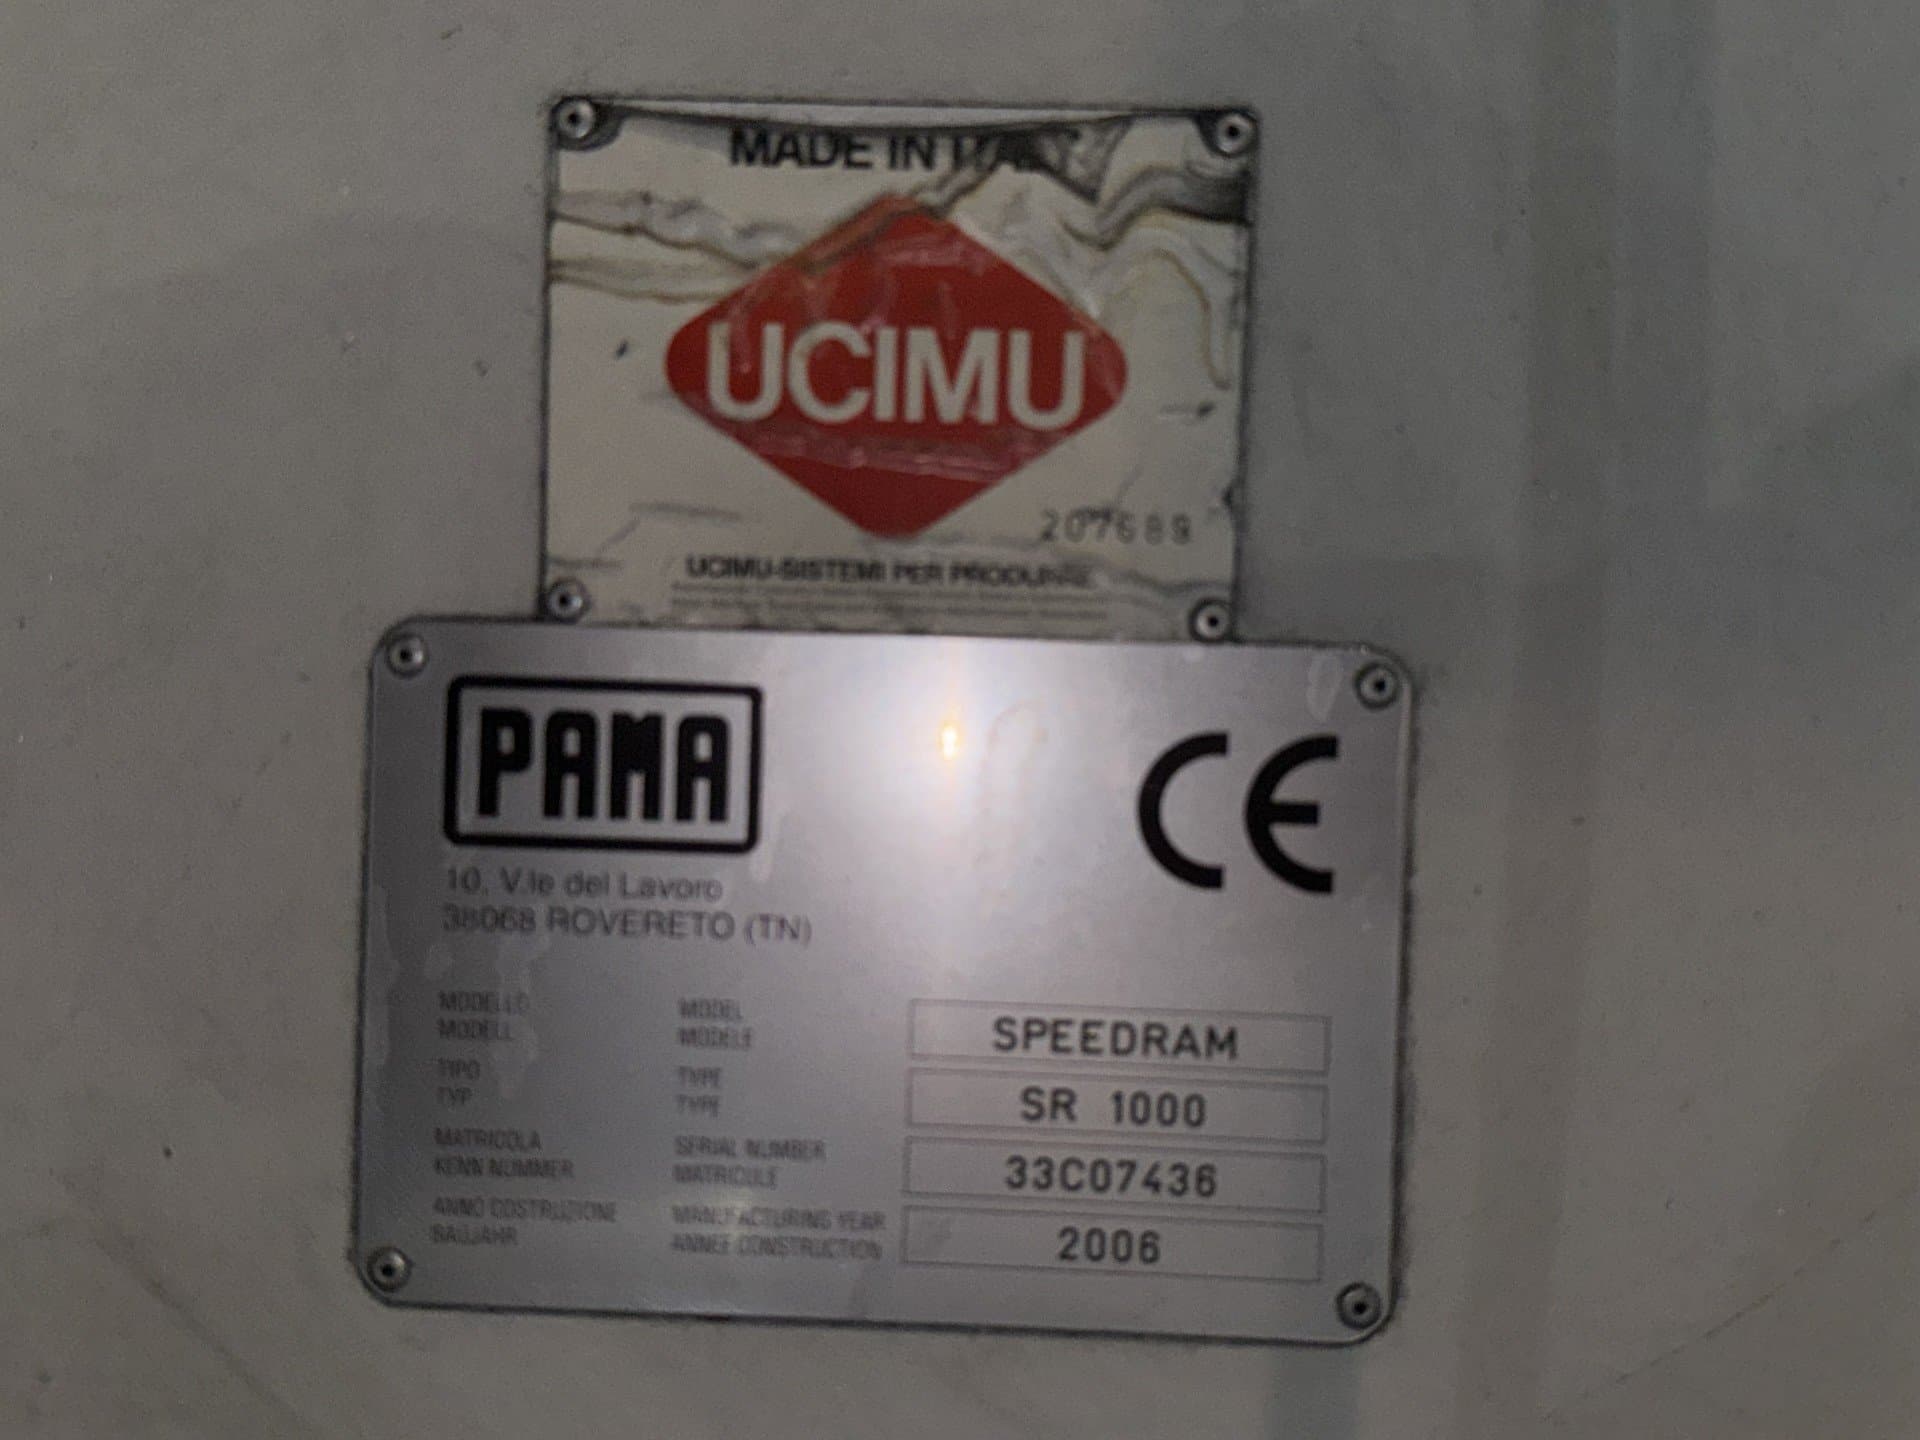 MADE IN ITALY
UCIMU
207689
UCIMU-SISTEMI PER PRODURRE
PAMA
CE
10, V.le del Lavoro
38068 ROVERETO (TN)
MODELLO MODEL SPEEDRAM
MODELL MODELE
TIPO TYPE SR 1000
TYP TYPE
MATRICOLA SERIAL NUMBER 33C07436
KENN NUMMER MATRICULE
ANNO COSTRUZIONE MANUFACTURING YEAR 2006
BAUJAHR ANNEE CONSTRUCTION